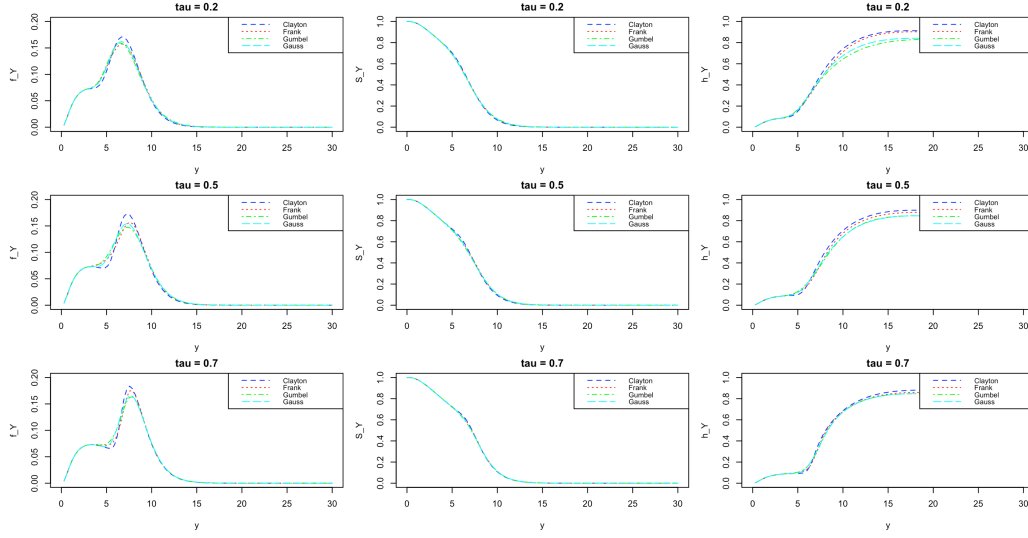 tau = 0.2
f_Y
0.00
0.05
0.10
0.15
0.20
Clayton
Frank
Gumbel
Gauss
0
5
10
15
20
25
30
y
tau = 0.2
S_Y
0.0
0.2
0.4
0.6
0.8
1.0
Clayton
Frank
Gumbel
Gauss
0
5
10
15
20
25
30
y
tau = 0.2
h_Y
0.0
0.2
0.4
0.6
0.8
1.0
Clayton
Frank
Gumbel
Gauss
0
5
10
15
20
25
30
y
tau = 0.5
f_Y
0.00
0.05
0.10
0.15
0.20
Clayton
Frank
Gumbel
Gauss
0
5
10
15
20
25
30
y
tau = 0.5
S_Y
0.0
0.2
0.4
0.6
0.8
1.0
Clayton
Frank
Gumbel
Gauss
0
5
10
15
20
25
30
y
tau = 0.5
h_Y
0.0
0.2
0.4
0.6
0.8
1.0
Clayton
Frank
Gumbel
Gauss
0
5
10
15
20
25
30
y
tau = 0.7
f_Y
0.00
0.05
0.10
0.15
0.20
Clayton
Frank
Gumbel
Gauss
0
5
10
15
20
25
30
y
tau = 0.7
S_Y
0.0
0.2
0.4
0.6
0.8
1.0
Clayton
Frank
Gumbel
Gauss
0
5
10
15
20
25
30
y
tau = 0.7
h_Y
0.0
0.2
0.4
0.6
0.8
1.0
Clayton
Frank
Gumbel
Gauss
0
5
10
15
20
25
30
y